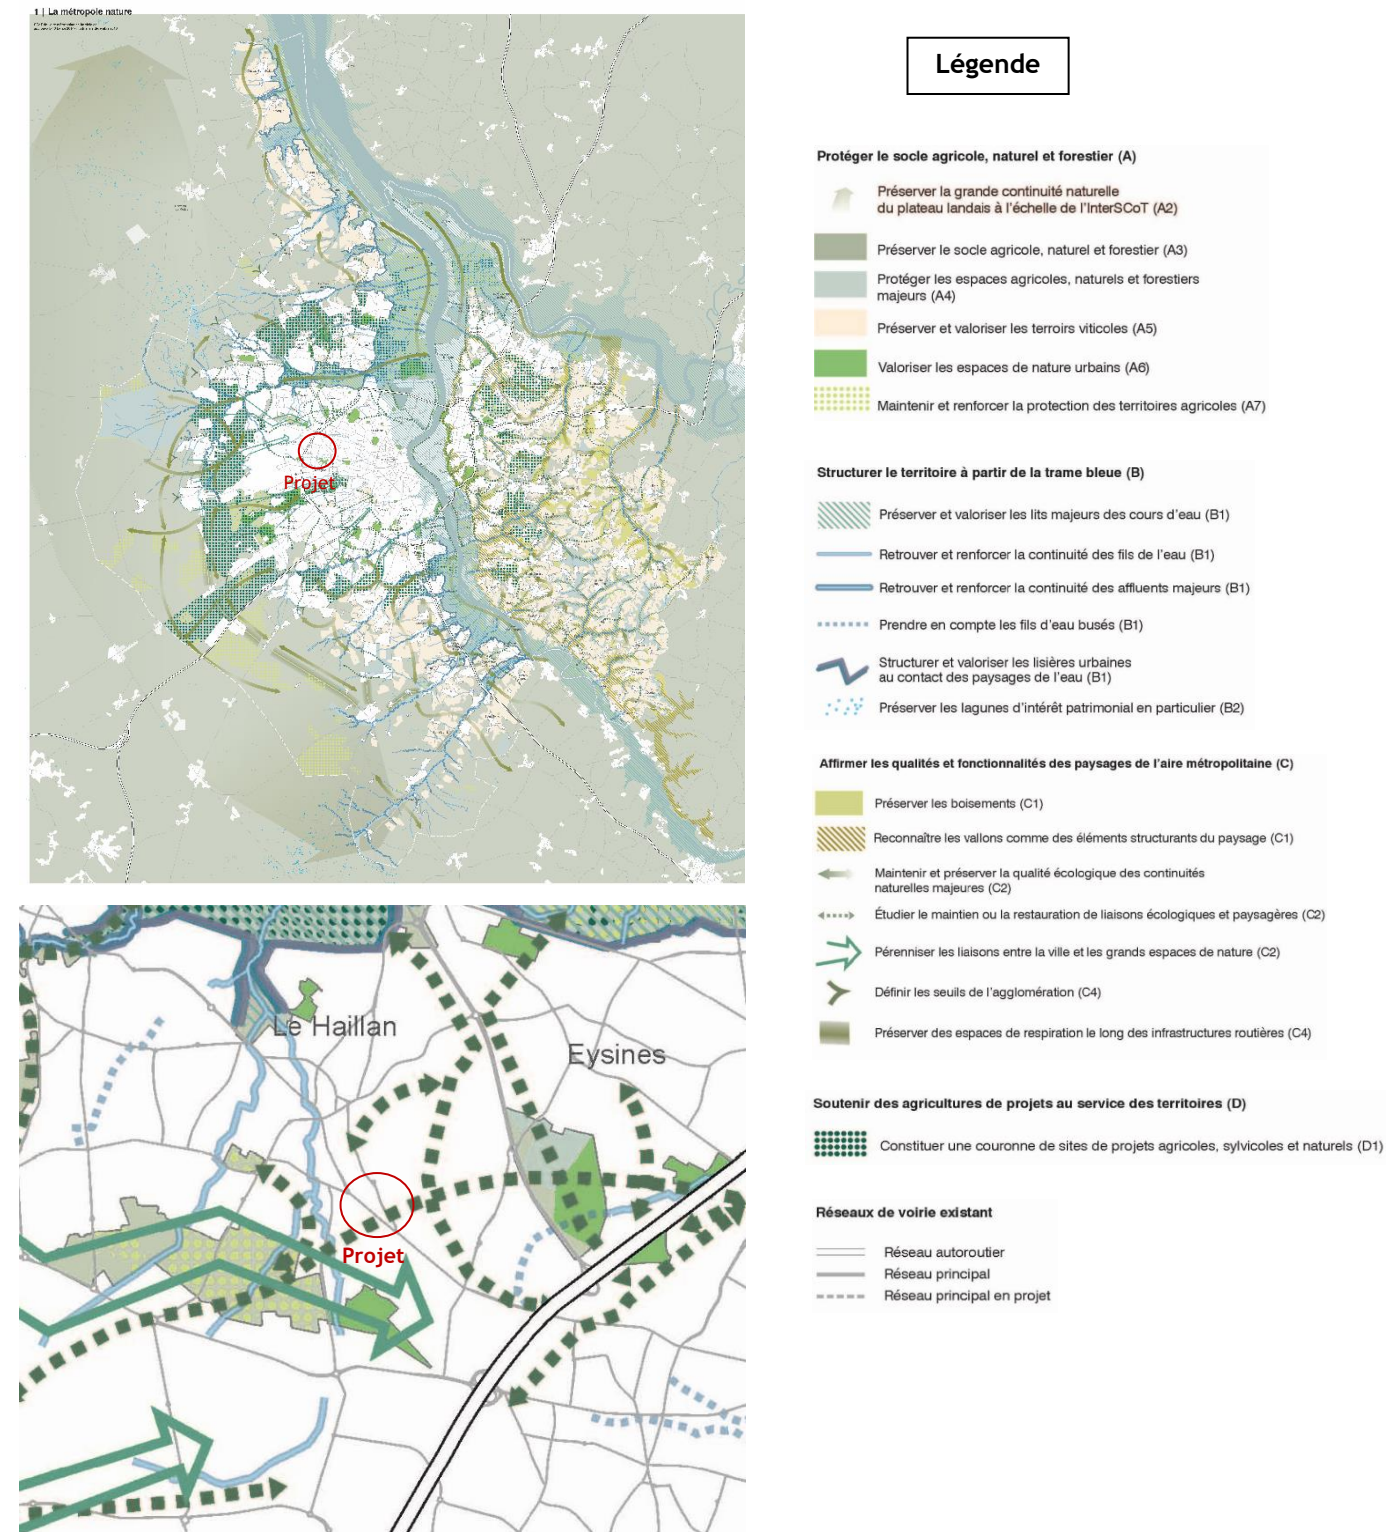 1 | La métropole nature
Projet
Le Haillan
Eysines
Projet
Légende
Protéger le socle agricole, naturel et forestier (A)
Préserver la grande continuité naturelle
du plateau landais à l'échelle de l'InterSCoT (A2)
Préserver le socle agricole, naturel et forestier (A3)
Protéger les espaces agricoles, naturels et forestiers
majeurs (A4)
Préserver et valoriser les terroirs viticoles (A5)
Valoriser les espaces de nature urbains (A6)
Maintenir et renforcer la protection des territoires agricoles (A7)
Structurer le territoire à partir de la trame bleue (B)
Préserver et valoriser les lits majeurs des cours d'eau (B1)
Retrouver et renforcer la continuité des fils de l'eau (B1)
Retrouver et renforcer la continuité des affluents majeurs (B1)
Prendre en compte les fils d'eau busés (B1)
Structurer et valoriser les lisières urbaines
au contact des paysages de l'eau (B1)
Préserver les lagunes d'intérêt patrimonial en particulier (B2)
Affirmer les qualités et fonctionnalités des paysages de l'aire métropolitaine (C)
Préserver les boisements (C1)
Reconnaître les vallons comme des éléments structurants du paysage (C1)
Maintenir et préserver la qualité écologique des continuités
naturelles majeures (C2)
Étudier le maintien ou la restauration de liaisons écologiques et paysagères (C2)
Pérenniser les liaisons entre la ville et les grands espaces de nature (C2)
Définir les seuils de l'agglomération (C4)
Préserver des espaces de respiration le long des infrastructures routières (C4)
Soutenir des agricultures de projets au service des territoires (D)
Constituer une couronne de sites de projets agricoles, sylvicoles et naturels (D1)
Réseaux de voirie existant
Réseau autoroutier
Réseau principal
Réseau principal en projet